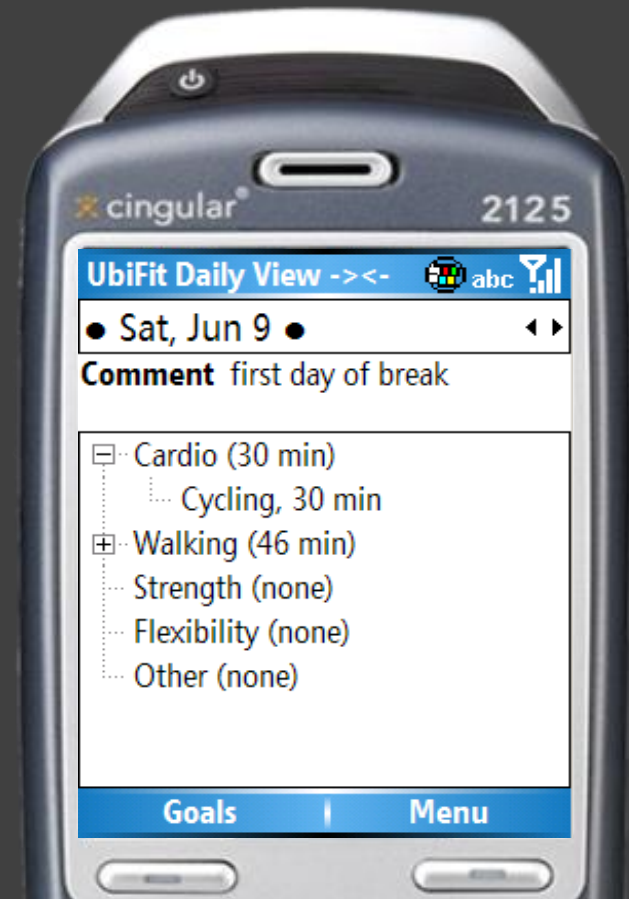 cingular®
2125
UbiFit Daily View -><- abc
● Sat, Jun 9 ●
Comment first day of break
Cardio (30 min)
Cycling, 30 min
Walking (46 min)
Strength (none)
Flexibility (none)
Other (none)
Goals Menu